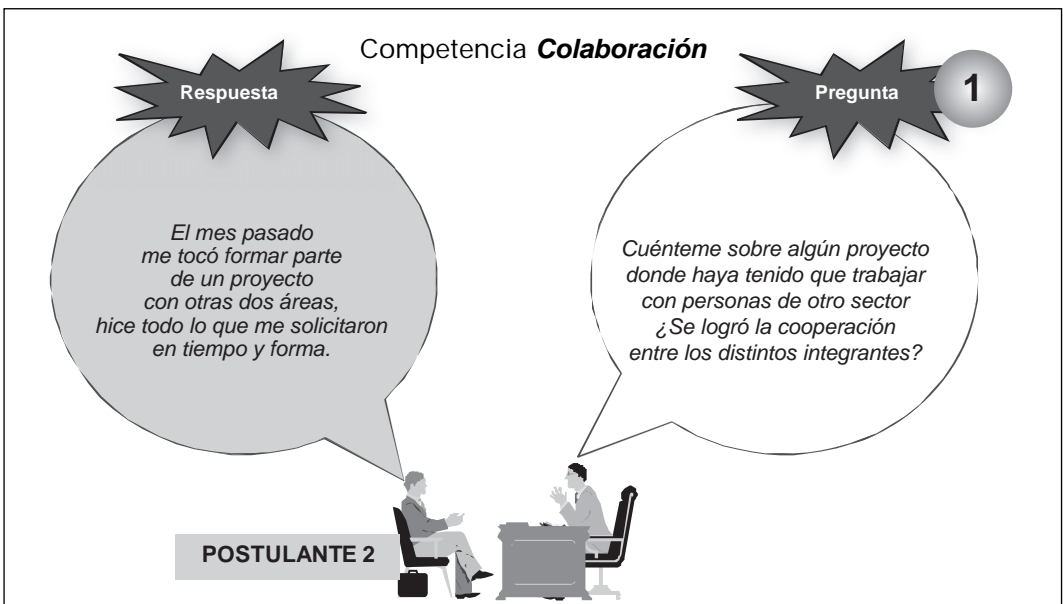 Competencia Colaboración
Respuesta
El mes pasado
me tocó formar parte
de un proyecto
con otras dos áreas,
hice todo lo que me solicitaron
en tiempo y forma.
Pregunta
1
Cuénteme sobre algún proyecto
donde haya tenido que trabajar
con personas de otro sector
¿Se logró la cooperación
entre los distintos integrantes?
POSTULANTE 2